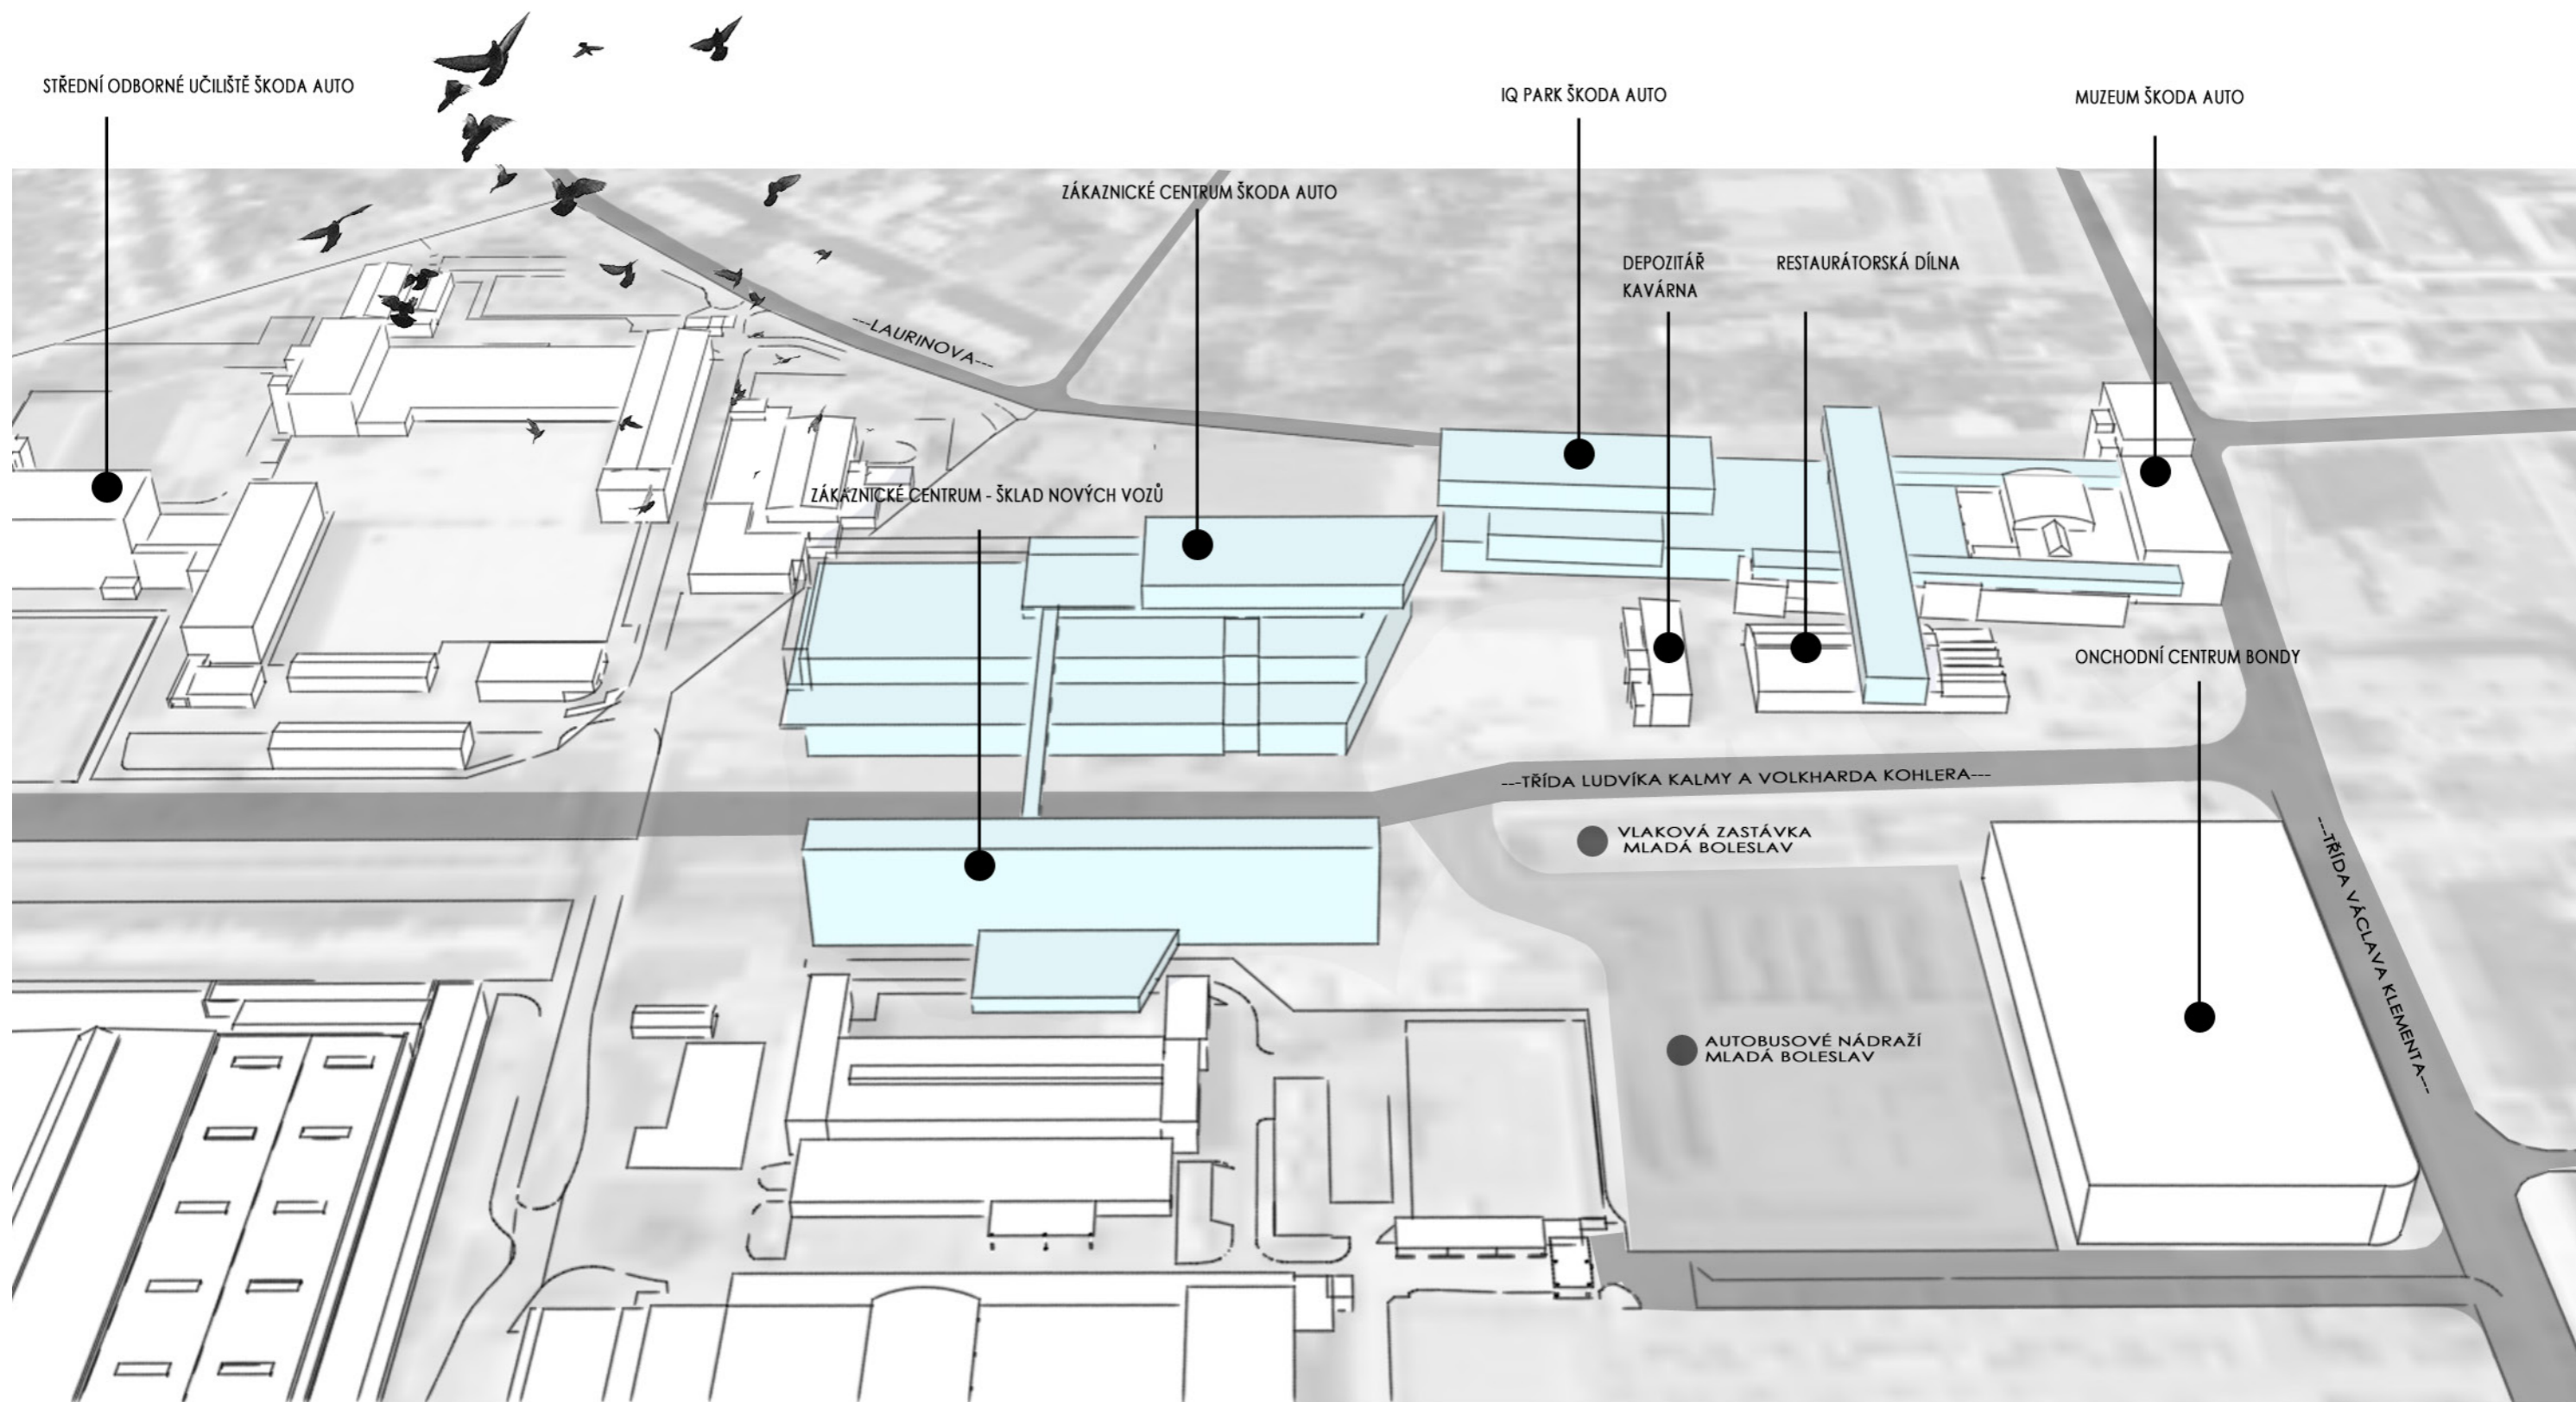 STŘEDNÍ ODBORNÉ UČILIŠTĚ ŠKODA AUTO
IQ PARK ŠKODA AUTO
MUZEUM ŠKODA AUTO
ZÁKAZNICKÉ CENTRUM ŠKODA AUTO
DEPOZITÁŘ
KAVÁRNA
RESTAURÁTORSKÁ DÍLNA
---LAURINOVA---
ZÁKAZNICKÉ CENTRUM - ŠKLAD NOVÝCH VOZŮ
ONCHODNÍ CENTRUM BONDY
---TŘÍDA LUDVÍKA KALMY A VOLKHARDA KOHLERA---
VLAKOVÁ ZASTÁVKA
MLADÁ BOLESLAV
---TŘÍDA VÁCLAVA KLEMENTA---
AUTOBUSOVÉ NÁDRAŽÍ
MLADÁ BOLESLAV